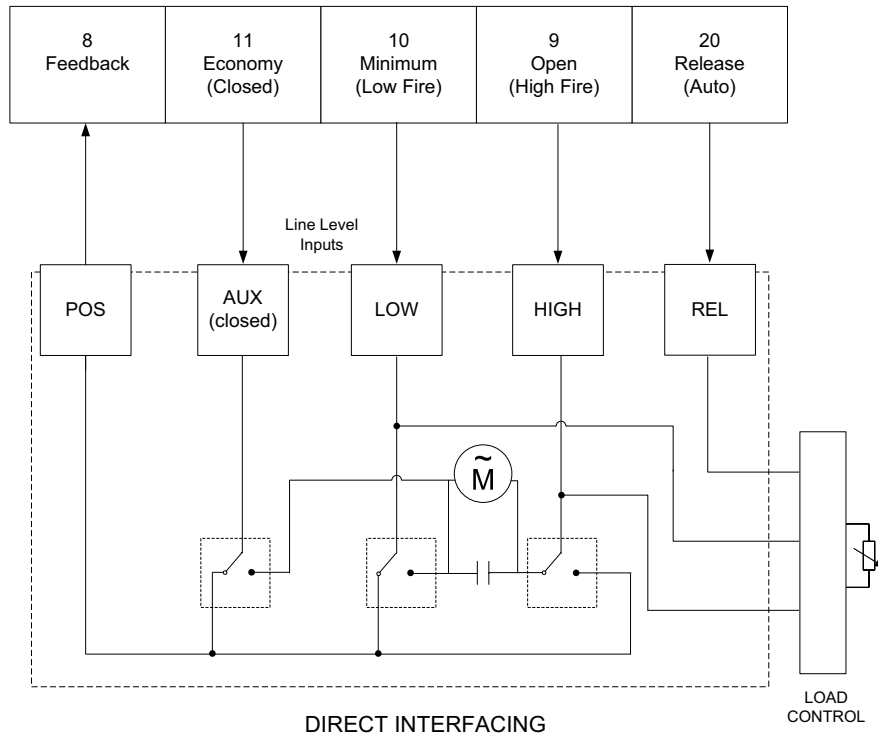 8
Feedback
11
Economy
(Closed)
10
Minimum
(Low Fire)
9
Open
(High Fire)
20
Release
(Auto)
Line Level
Inputs
POS
AUX
(closed)
LOW
HIGH
REL
~
M
LOAD
CONTROL
DIRECT INTERFACING